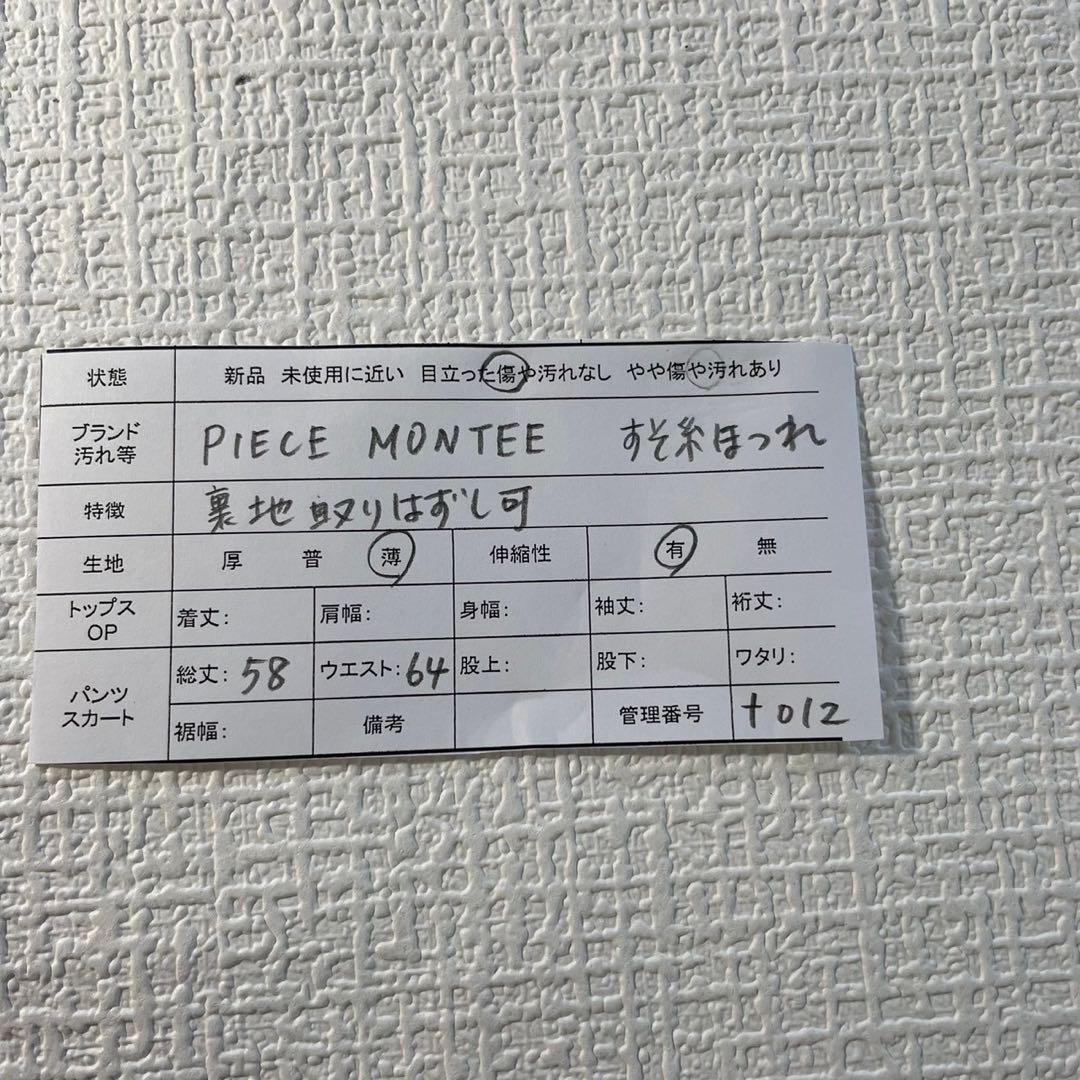 状態 新品 未使用に近い 目立った傷や汚れなし やや傷や汚れあり
ブランド
汚れ等 PIECE MONTEE すそ糸ほつれ
特徴 裏地取りはずし可
生地 厚 普 薄 伸縮性 有 無
トップス
OP 着丈: 肩幅: 身幅: 袖丈: 裄丈:
パンツ
スカート 総丈: 58 ウエスト: 64 股上: 股下: ワタリ:
裾幅: 備考 管理番号 t012